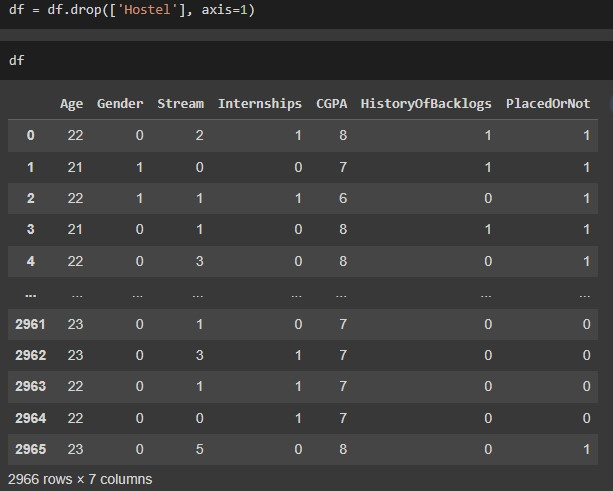 df = df.drop(['Hostel'], axis=1)
df
Age Gender Stream Internships CGPA HistoryOfBacklogs PlacedOrNot
0 22 0 2 1 8 1 1
1 21 1 0 0 7 1 1
2 22 1 1 1 6 0 1
3 21 0 1 0 8 1 1
4 22 0 3 0 8 0 1
... ... ... ... ... ... ... ...
2961 23 0 1 0 7 0 0
2962 23 0 3 1 7 0 0
2963 22 0 1 1 7 0 0
2964 22 0 0 1 7 0 0
2965 23 0 5 0 8 0 1
2966 rows × 7 columns